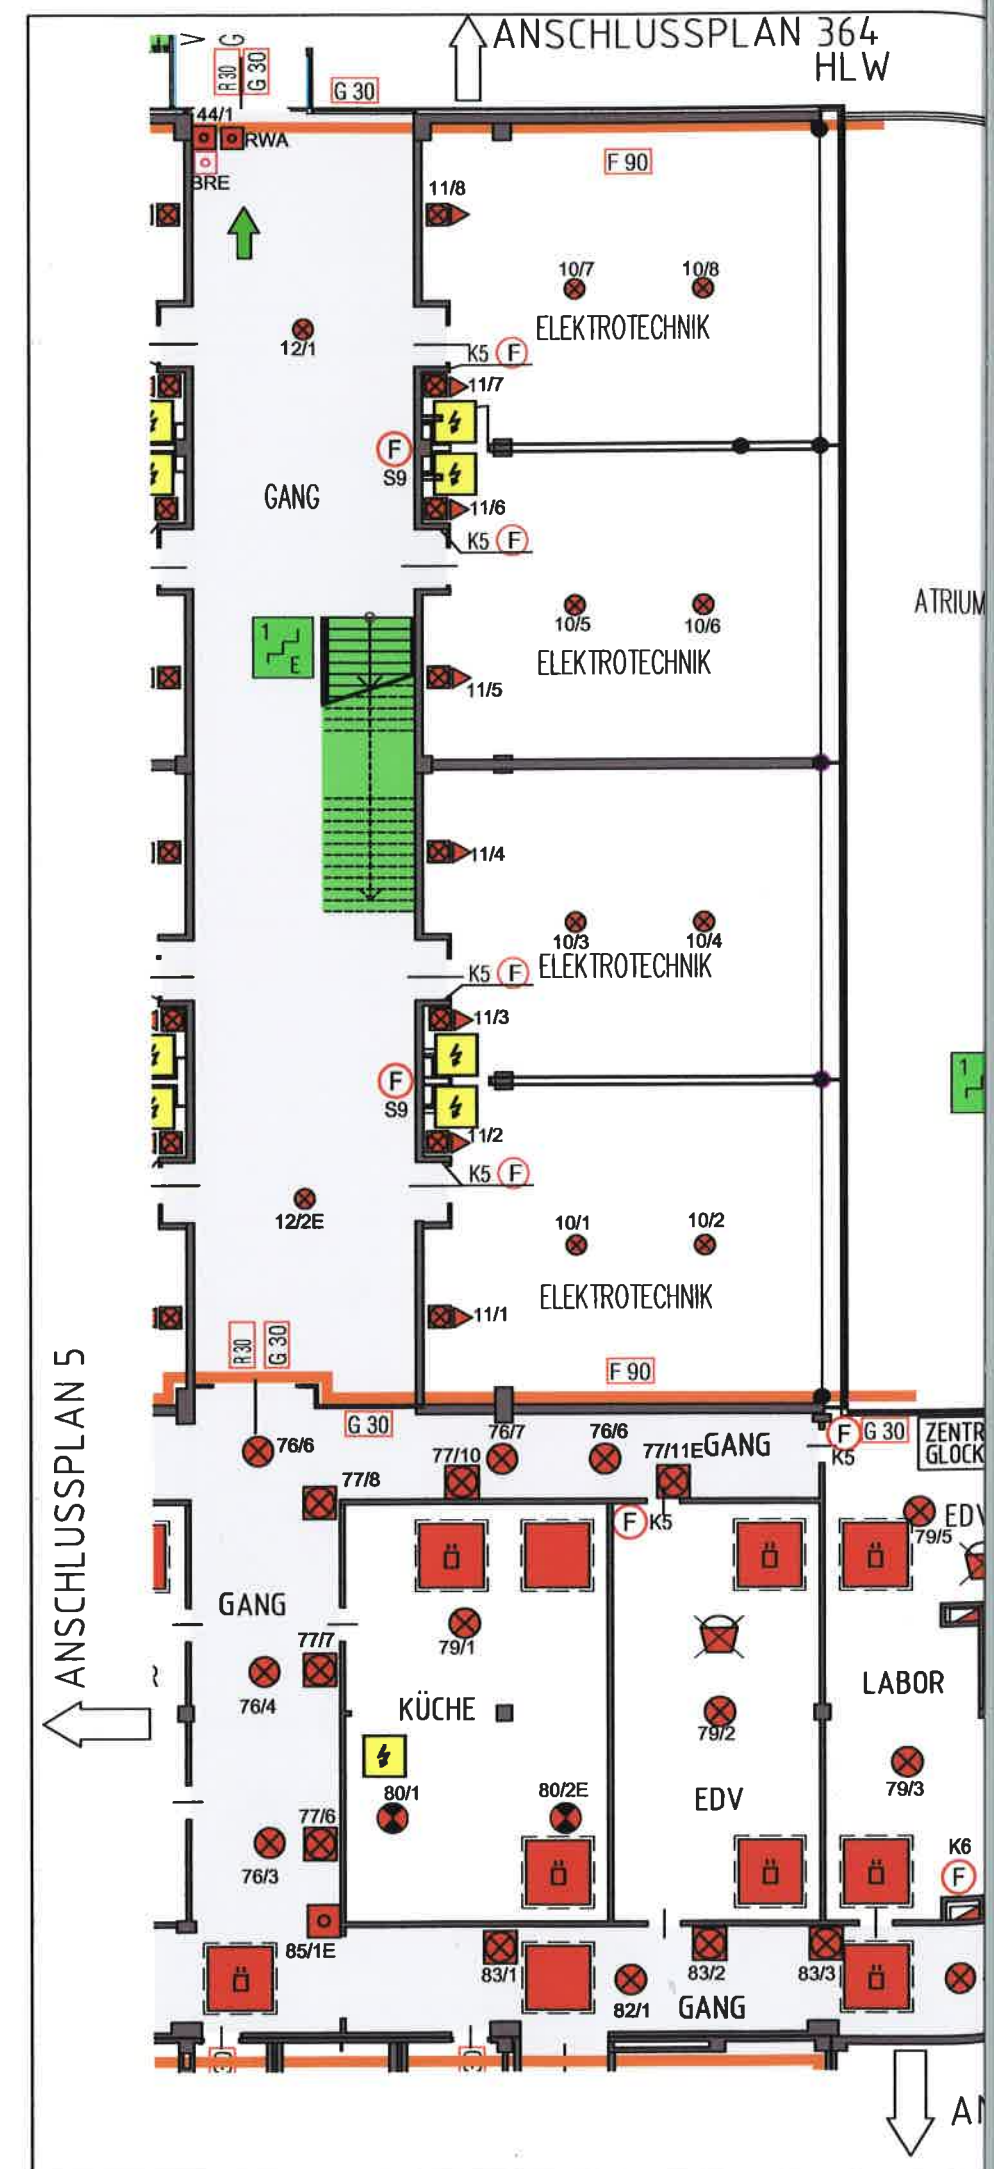 ANSCHLUSSPLAN 364
HLW
V G
R 30
G 30
G 30
44/1
RWA
BRE
F 90
11/8
10/7
10/8
ELEKTROTECHNIK
12/1
K5 F
11/7
F
S9
GANG
11/6
K5 F
ATRIUM
10/5
10/6
ELEKTROTECHNIK
1
E
11/5
11/4
10/3
10/4
K5 F
ELEKTROTECHNIK
11/3
F
S9
1
11/2
K5 F
12/2E
10/1
10/2
ELEKTROTECHNIK
11/1
R 30
G 30
F 90
ANSCHLUSSPLAN 5
G 30
76/7
76/6
GANG
F
G 30
K5
ZENTR
GLOCK
76/6
77/10
77/11E
77/8
F K5
79/5
EDV
Ü
Ü
Ü
GANG
77/7
79/1
76/4
KÜCHE
79/2
LABOR
79/3
80/1
80/2E
EDV
77/6
76/3
K6
F
Ü
Ü
Ü
85/1E
83/1
83/2
83/3
Ü
Ü
82/1
GANG
AN